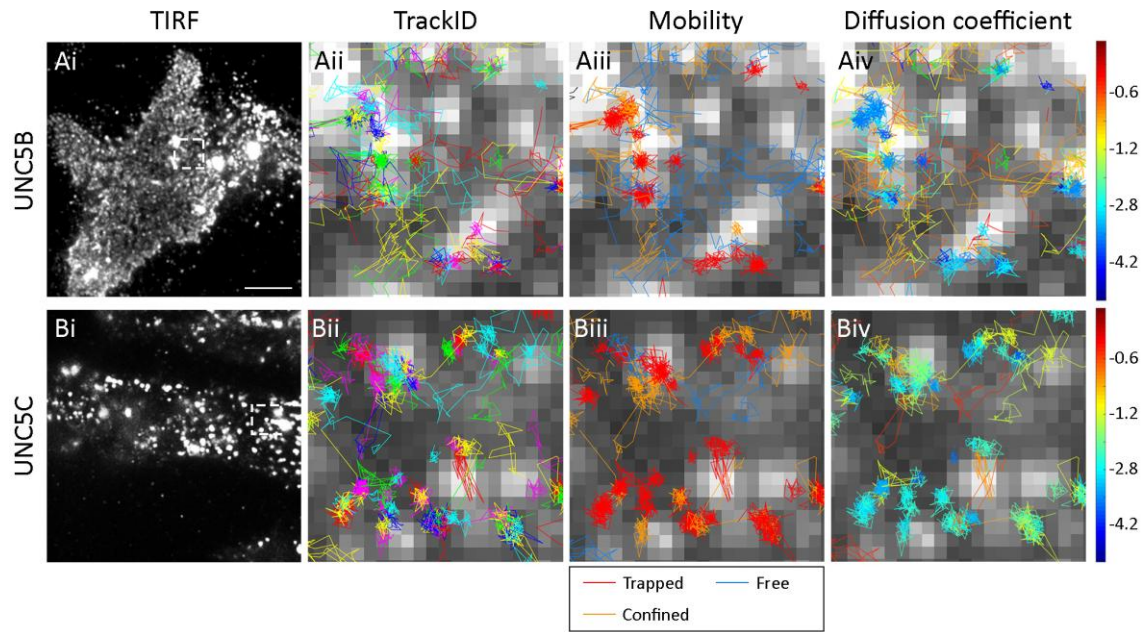 TIRF TrackID Mobility Diffusion coefficient
UNC5B
Ai Aii Aiii Aiv
-0.6
-1.2
-2.8
-4.2
UNC5C
Bi Bii Biii Biv
-0.6
-1.2
-2.8
-4.2
Trapped Free
Confined